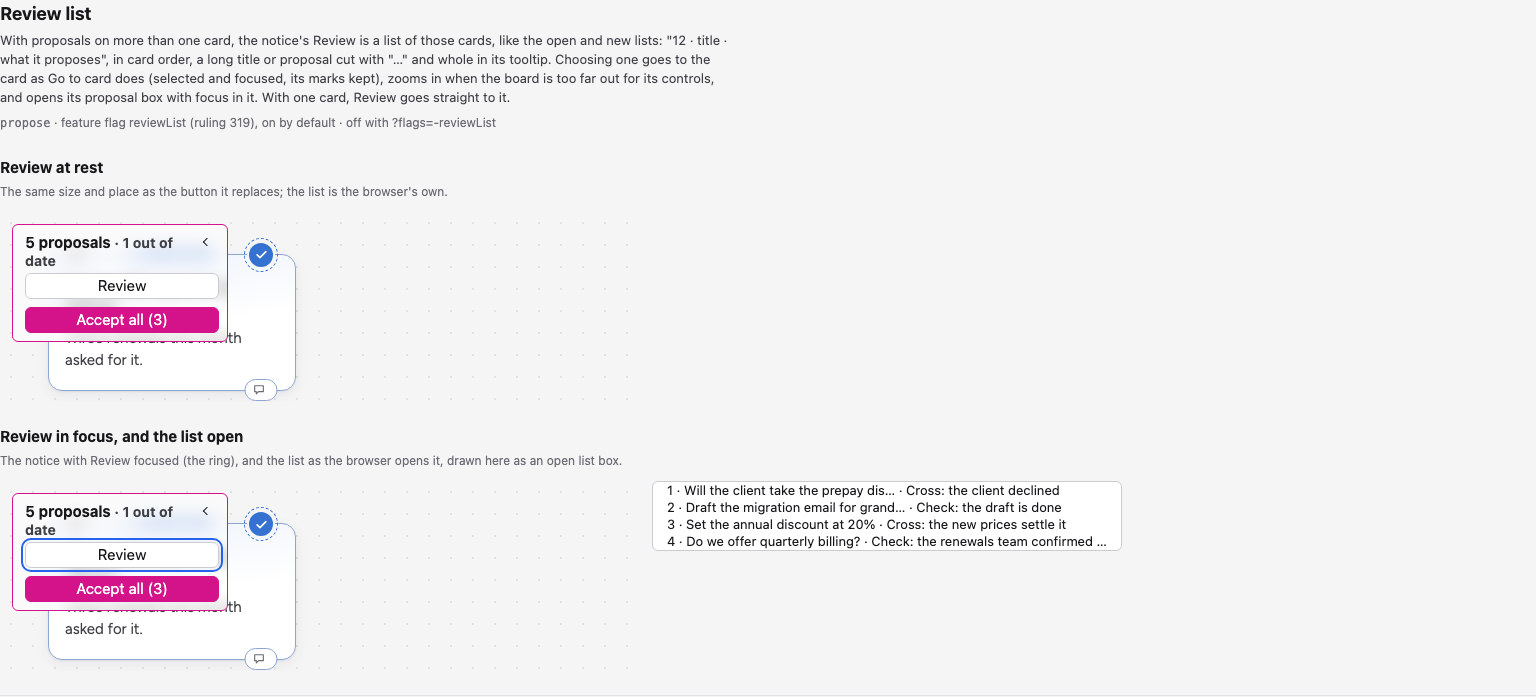 Review list
With proposals on more than one card, the notice's Review is a list of those cards, like the open and new lists: "12 · title ·
what it proposes", in card order, a long title or proposal cut with "…" and whole in its tooltip. Choosing one goes to the
card as Go to card does (selected and focused, its marks kept), zooms in when the board is too far out for its controls,
and opens its proposal box with focus in it. With one card, Review goes straight to it.
propose · feature flag reviewList (ruling 319), on by default · off with ?flags=-reviewList
Review at rest
The same size and place as the button it replaces; the list is the browser's own.
5 proposals · 1 out of
date
Review
Accept all (3)
asked for it.
Review in focus, and the list open
The notice with Review focused (the ring), and the list as the browser opens it, drawn here as an open list box.
5 proposals · 1 out of
date
Review
Accept all (3)
asked for it.
1 · Will the client take the prepay dis… · Cross: the client declined
2 · Draft the migration email for grand… · Check: the draft is done
3 · Set the annual discount at 20% · Cross: the new prices settle it
4 · Do we offer quarterly billing? · Check: the renewals team confirmed …